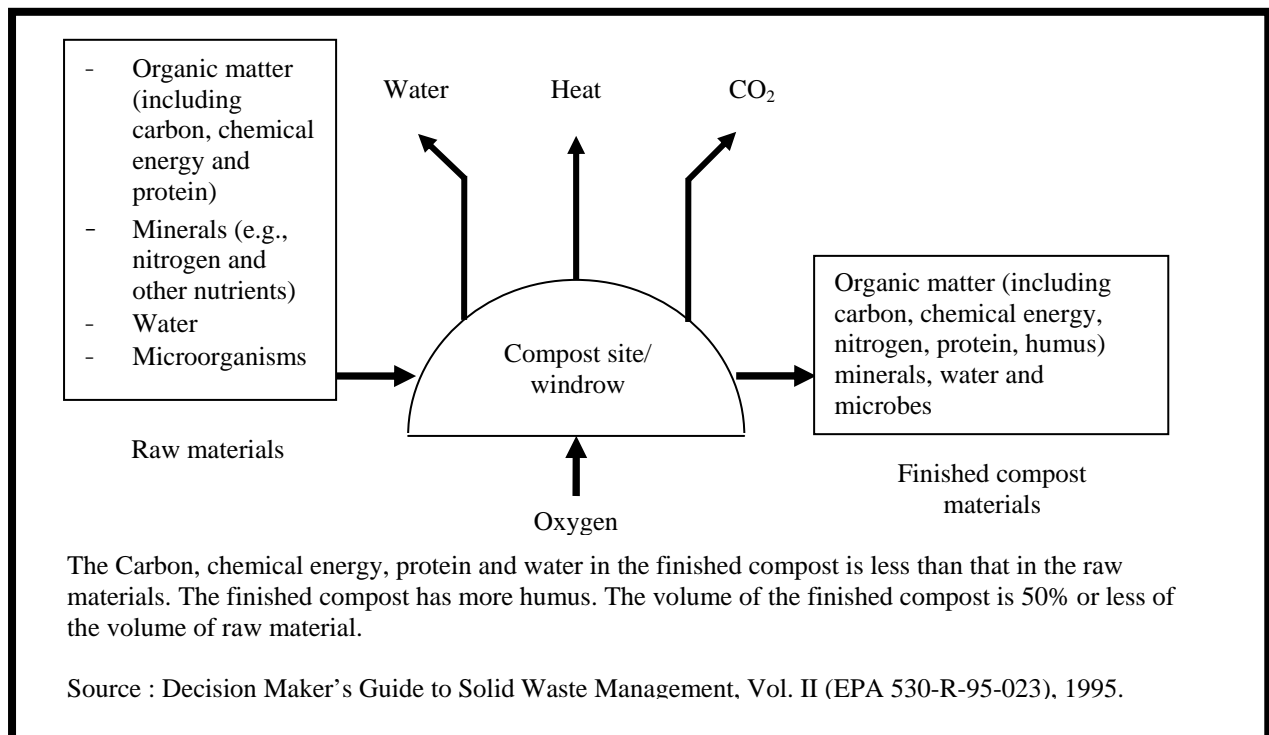 - Organic matter
(including
carbon, chemical
energy and
protein)
- Minerals (e.g.,
nitrogen and
other nutrients)
- Water
- Microorganisms
Raw materials
Water
Heat
CO₂
Compost site/
windrow
Oxygen
Organic matter (including
carbon, chemical energy,
nitrogen, protein, humus)
minerals, water and
microbes
Finished compost
materials
The Carbon, chemical energy, protein and water in the finished compost is less than that in the raw
materials. The finished compost has more humus. The volume of the finished compost is 50% or less of
the volume of raw material.
Source : Decision Maker's Guide to Solid Waste Management, Vol. II (EPA 530-R-95-023), 1995.